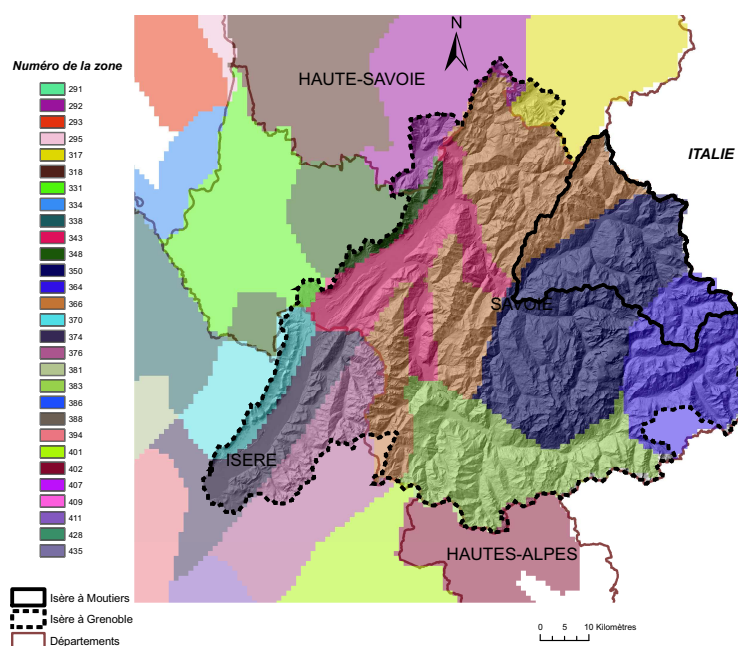 Numéro de la zone
291
292
293
295
317
318
331
334
338
343
348
350
364
366
370
374
376
381
383
386
388
394
401
402
407
409
411
428
435
Isère à Moutiers
Isère à Grenoble
Départements
N
HAUTE-SAVOIE
ITALIE
SAVOIE
ISERE
HAUTES-ALPES
0 5 10 Kilomètres